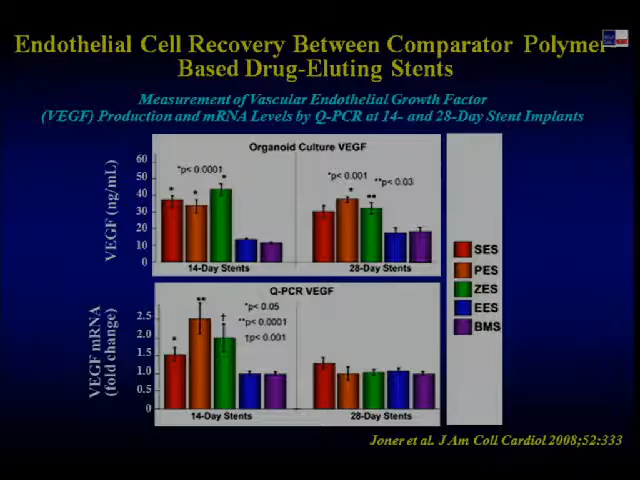 Endothelial Cell Recovery Between Comparator Polymer
Based Drug-Eluting Stents
Measurement of Vascular Endothelial Growth Factor
(VEGF) Production and mRNA Levels by Q-PCR at 14- and 28-Day Stent Implants
Organoid Culture VEGF
VEGF (ng/mL)
60
50
40
30
20
10
0
*p< 0.0001
*p< 0.001
**p< 0.03
*
*
*
*
**
14-Day Stents
28-Day Stents
Q-PCR VEGF
VEGF mRNA
(fold change)
2.5
2.0
1.5
1.0
0.5
0
*p< 0.05
**p< 0.0001
†p< 0.001
*
**
†
14-Day Stents
28-Day Stents
SES
PES
ZES
EES
BMS
Joner et al. J Am Coll Cardiol 2008;52:333